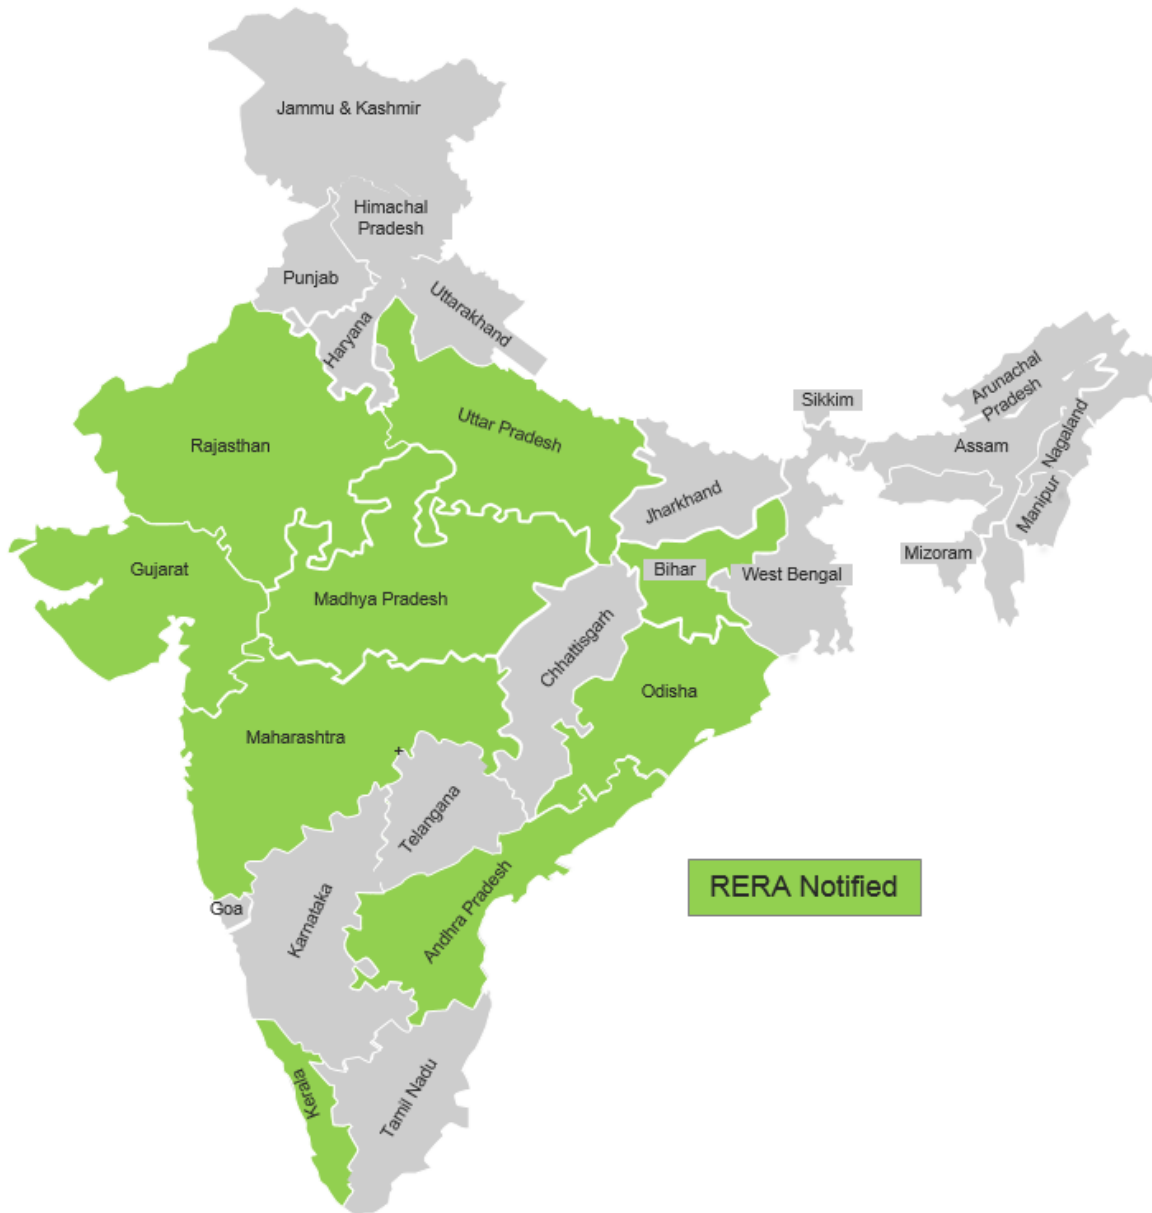 Jammu & Kashmir
Himachal
Pradesh
Punjab
Uttarakhand
Haryana
Arunachal
Pradesh
Sikkim
Uttar Pradesh
Rajasthan
Assam
Nagaland
Jharkhand
Manipur
Mizoram
Gujarat
Bihar
West Bengal
Madhya Pradesh
Chhattisgarh
Odisha
Maharashtra
Telangana
RERA Notified
Goa
Karnataka
Andhra Pradesh
Kerala
Tamil Nadu